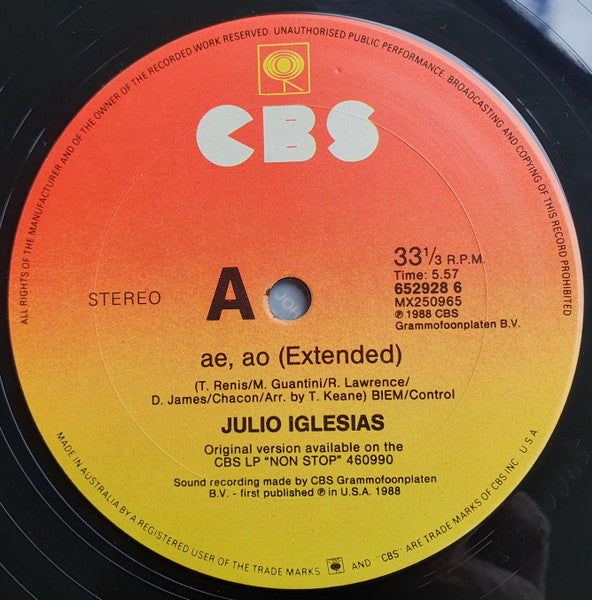 ALL RIGHTS OF THE MANUFACTURER AND OF THE OWNER OF THE RECORDED WORK RESERVED. UNAUTHORISED PUBLIC PERFORMANCE, BROADCASTING AND COPYING OF THIS RECORD PROHIBITED
CBS
STEREO
A
33 1/3 R.P.M.
Time: 5.57
652928 6
MX250965
℗ 1988 CBS
Grammofoonplaten B.V.
ae, ao (Extended)
(T. Renis/M. Guantini/R. Lawrence/
D. James/Chacon/Arr. by T. Keane) BIEM/Control
JULIO IGLESIAS
Original version available on the
CBS LP "NON STOP" 460990
Sound recording made by CBS Grammofoonplaten
B.V. - first published ℗ in U.S.A. 1988
MADE IN AUSTRALIA BY A REGISTERED USER OF THE TRADE MARKS AND "CBS" ARE TRADE MARKS OF CBS INC. U.S.A